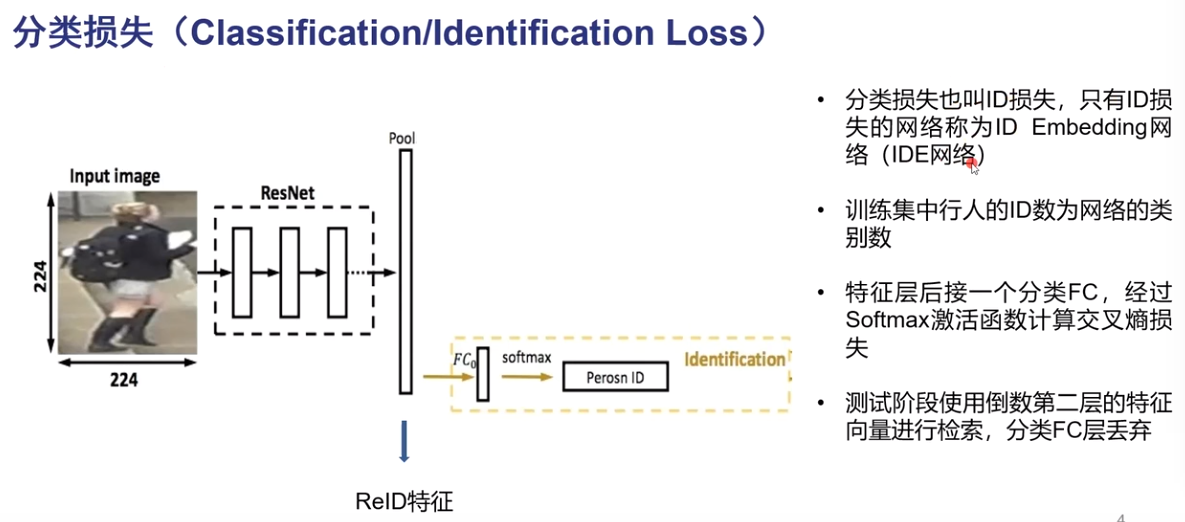 分类损失（Classification/Identification Loss）
Pool
Input image
ResNet
224
224
FC₀
softmax
Perosn ID
Identification
ReID特征
• 分类损失也叫ID损失，只有ID损
失的网络称为ID Embedding网
络（IDE网络）
• 训练集中行人的ID数为网络的类
别数
• 特征层后接一个分类FC，经过
Softmax激活函数计算交叉熵损
失
• 测试阶段使用倒数第二层的特征
向量进行检索，分类FC层丢弃
4